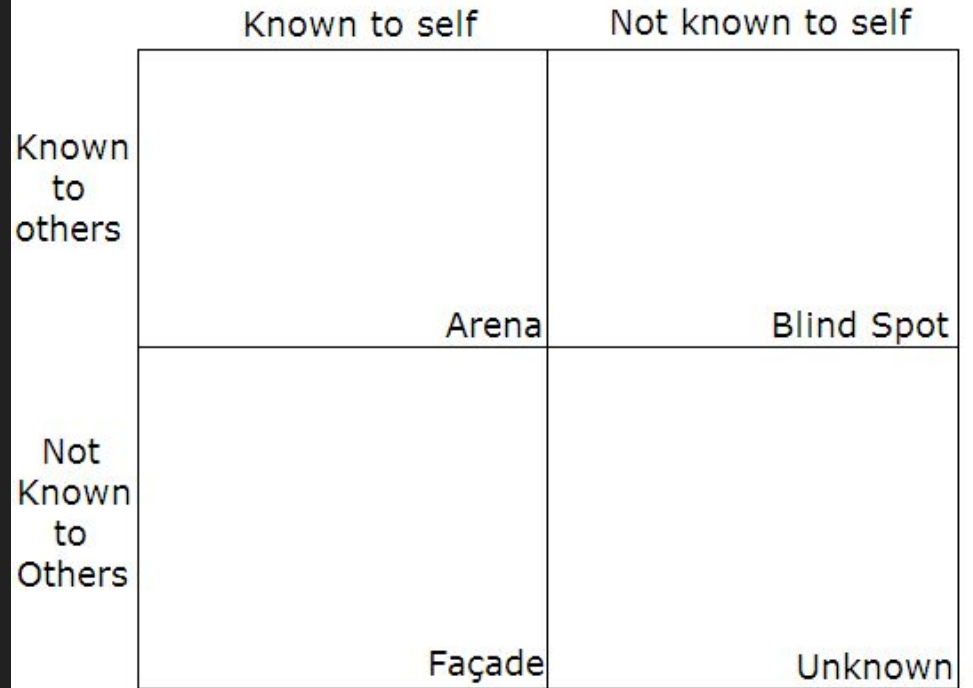 Known to self
Not known to self
Known
to
others
Arena
Blind Spot
Not
Known
to
Others
Façade
Unknown